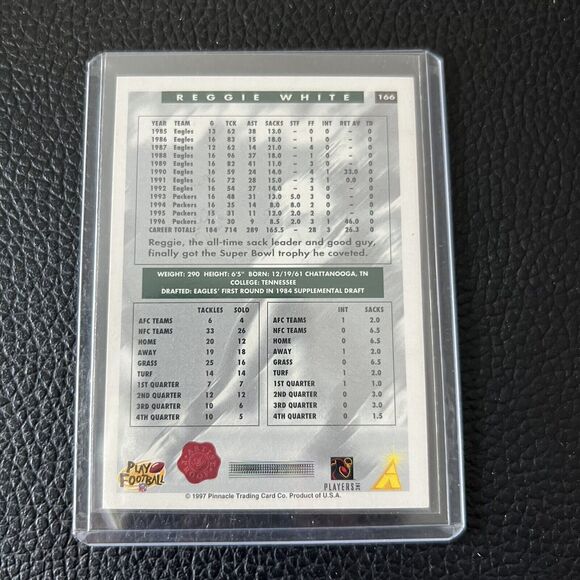 REGGIE WHITE 166
YEAR TEAM G TCK AST SACKS STF FF INT RET AV TD
1985 Eagles 13 62 38 13.0 – 0 0 – 0
1986 Eagles 16 83 15 18.0 – 1 0 – 0
1987 Eagles 12 62 14 21.0 – 4 0 – 1
1988 Eagles 16 96 37 18.0 – 1 0 – 0
1989 Eagles 16 82 41 11.0 – 3 0 – 0
1990 Eagles 16 59 24 14.0 – 4 1 33.0 0
1991 Eagles 16 72 28 15.0 – 2 1 0.0 0
1992 Eagles 16 54 27 14.0 – 3 0 – 0
1993 Packers 16 48 31 13.0 5.0 3 0 – 0
1994 Packers 16 35 14 8.0 8.0 2 0 – 0
1995 Packers 15 31 11 12.0 2.0 2 0 – 0
1996 Packers 16 30 9 8.5 2.0 3 1 46.0 0
CAREER TOTALS 184 714 289 165.5 – 28 3 26.3
Reggie, the all-time sack leader and good guy,
finally got the Super Bowl trophy he coveted.
WEIGHT: 290 HEIGHT: 6'5" BORN: 12/19/61 CHATTANOOGA, TN
COLLEGE: TENNESSEE
DRAFTED: EAGLES' FIRST ROUND IN 1984 SUPPLEMENTAL DRAFT
TACKLES SOLO
AFC TEAMS 6 4
NFC TEAMS 33 26
HOME 20 12
AWAY 19 18
GRASS 25 16
TURF 14 14
1ST QUARTER 7 7
2ND QUARTER 12 12
3RD QUARTER 10 6
4TH QUARTER 10 5
INT SACKS
AFC TEAMS 1 2.0
NFC TEAMS 0 6.5
HOME 0 6.5
AWAY 1 2.0
GRASS 0 6.5
TURF 1 2.0
1ST QUARTER 1 1.0
2ND QUARTER 0 3.0
3RD QUARTER 0 3.0
4TH QUARTER 0 1.5
PLAY
FOOTBALL
PLAYERS INC
© 1997 Pinnacle Trading Card Co. Product of U.S.A.